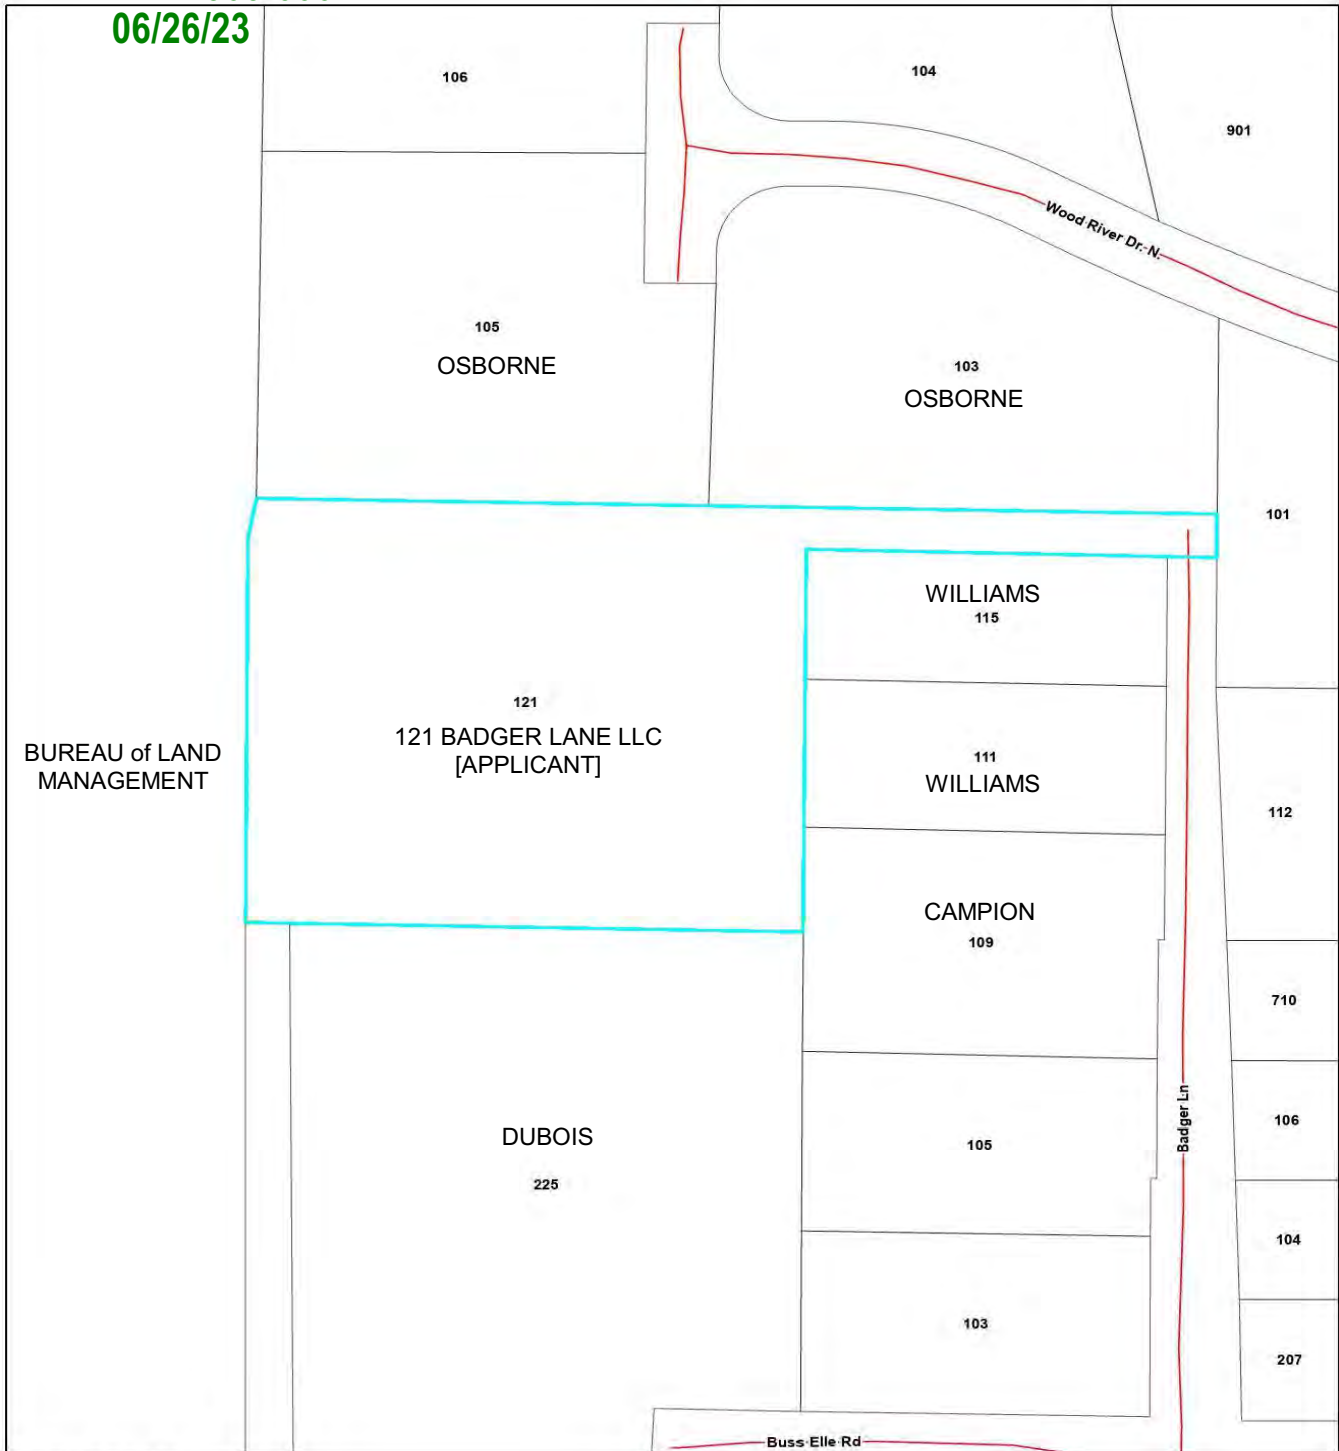 06/26/23
106
104
901
Wood River Dr. N.
105
OSBORNE
103
OSBORNE
101
WILLIAMS
115
121
121 BADGER LANE LLC
[APPLICANT]
BUREAU of LAND
MANAGEMENT
111
WILLIAMS
112
CAMPION
109
710
DUBOIS
225
105
Badger Ln
106
104
103
207
Buss Elle Rd